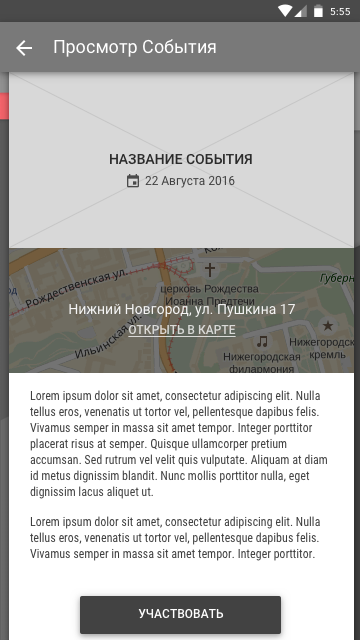 5:55
Просмотр События
НАЗВАНИЕ СОБЫТИЯ
22 Августа 2016
Рождественская ул.
церковь Рождества
Иоанна Предтечи
Губерн
Нижний Новгород, ул. Пушкина 17
ОТКРЫТЬ В КАРТЕ
Ильинская ул.
Нижегородская
филармония
Нижегородск
кремль
Lorem ipsum dolor sit amet, consectetur adipiscing elit. Nulla
tellus eros, venenatis ut tortor vel, pellentesque dapibus felis.
Vivamus semper in massa sit amet tempor. Integer porttitor
placerat risus at semper. Quisque ullamcorper pretium
accumsan. Sed rutrum vel velit quis vulputate. Aliquam at diam
id metus dignissim blandit. Nunc mollis porttitor nulla, eget
dignissim lacus aliquet ut.
Lorem ipsum dolor sit amet, consectetur adipiscing elit. Nulla
tellus eros, venenatis ut tortor vel, pellentesque dapibus felis.
Vivamus semper in massa sit amet tempor. Integer porttitor.
УЧАСТВОВАТЬ